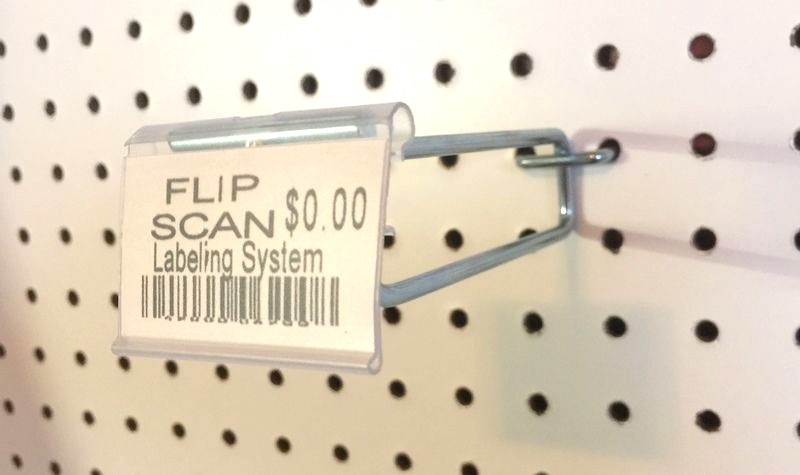 FLIP
SCAN $0.00
Labeling System